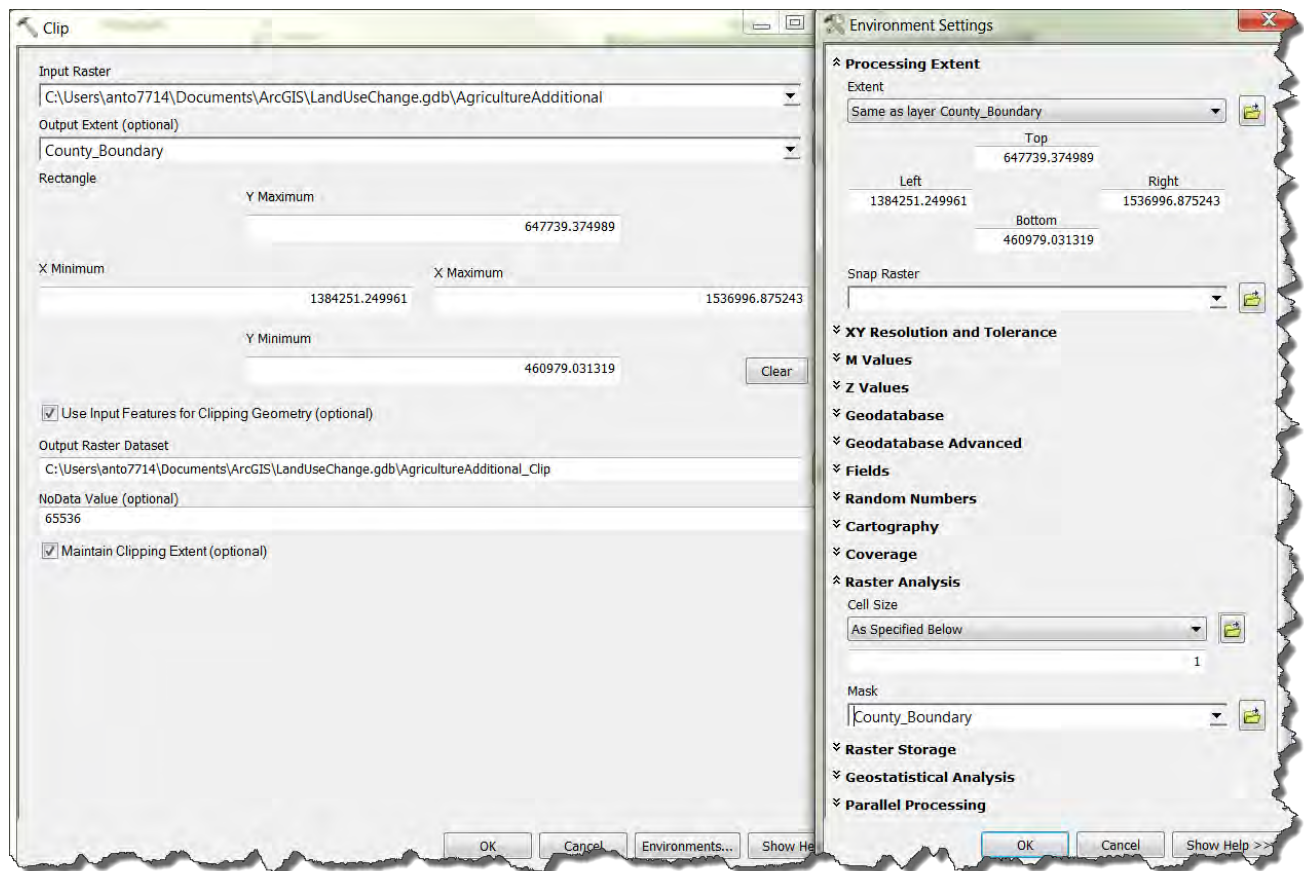 Clip
Input Raster
C:\Users\anto7714\Documents\ArcGIS\LandUseChange.gdb\AgricultureAdditional
Output Extent (optional)
County_Boundary
Rectangle
Y Maximum
647739.374989
X Minimum
X Maximum
1384251.249961
1536996.875243
Y Minimum
460979.031319
Clear
Use Input Features for Clipping Geometry (optional)
Output Raster Dataset
C:\Users\anto7714\Documents\ArcGIS\LandUseChange.gdb\AgricultureAdditional_Clip
NoData Value (optional)
65536
Maintain Clipping Extent (optional)
OK
Cancel
Environments...
Show He
Environment Settings
Processing Extent
Extent
Same as layer County_Boundary
Top
647739.374989
Left
Right
1384251.249961
1536996.875243
Bottom
460979.031319
Snap Raster
XY Resolution and Tolerance
M Values
Z Values
Geodatabase
Geodatabase Advanced
Fields
Random Numbers
Cartography
Coverage
Raster Analysis
Cell Size
As Specified Below
1
Mask
County_Boundary
Raster Storage
Geostatistical Analysis
Parallel Processing
OK
Cancel
Show Help >>